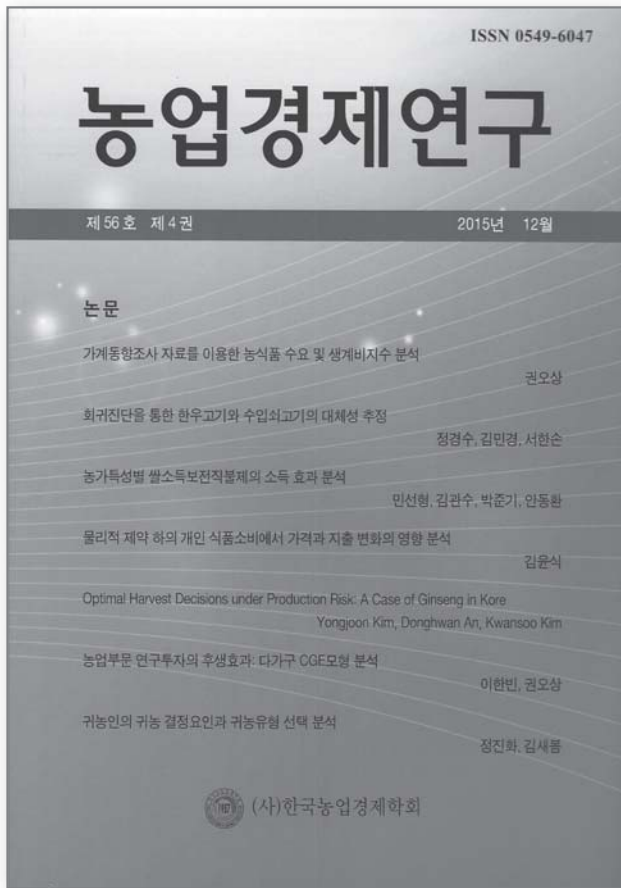 ISSN 0549-6047
농업경제연구
제 56 호 제 4 권 2015년 12월
논문
가계동향조사 자료를 이용한 농식품 수요 및 생계비지수 분석
권오상
회귀진단을 통한 한우고기와 수입쇠고기의 대체성 추정
정경수, 김민경, 서한손
농가특성별 쌀소득보전직불제의 소득 효과 분석
민선형, 김관수, 박준기, 안동환
물리적 제약 하의 개인 식품소비에서 가격과 지출 변화의 영향 분석
김윤식
Optimal Harvest Decisions under Production Risk: A Case of Ginseng in Kore
Yongjoon Kim, Donghwan An, Kwansoo Kim
농업부문 연구투자의 후생효과: 다가구 CGE모형 분석
이한빈, 권오상
귀농인의 귀농 결정요인과 귀농유형 선택 분석
정진화, 김새봄
(사)한국농업경제학회